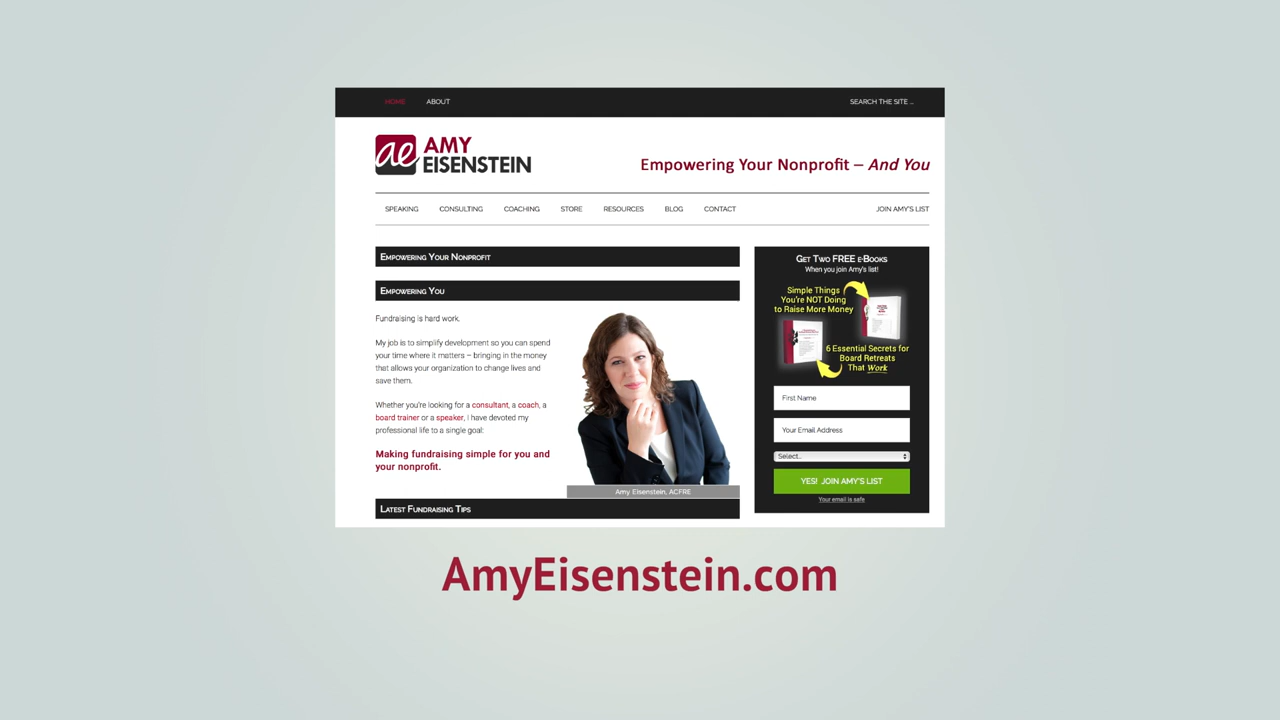 HOME ABOUT SEARCH THE SITE ...
ae AMY
EISENSTEIN
Empowering Your Nonprofit – And You
SPEAKING CONSULTING COACHING STORE RESOURCES BLOG CONTACT JOIN AMY'S LIST
EMPOWERING YOUR NONPROFIT
EMPOWERING YOU
Fundraising is hard work.
My job is to simplify development so you can spend
your time where it matters – bringing in the money
that allows your organization to change lives and
save them.
Whether you're looking for a consultant, a coach, a
board trainer or a speaker, I have devoted my
professional life to a single goal:
Making fundraising simple for you and
your nonprofit.
Amy Eisenstein, ACFRE
LATEST FUNDRAISING TIPS
GET TWO FREE E-BOOKS
When you join Amy's list!
Simple Things
You're NOT Doing
to Raise More Money
6 Essential Secrets for
Board Retreats
That Work
First Name
Your Email Address
Select...
YES! JOIN AMY'S LIST
Your email is safe
AmyEisenstein.com